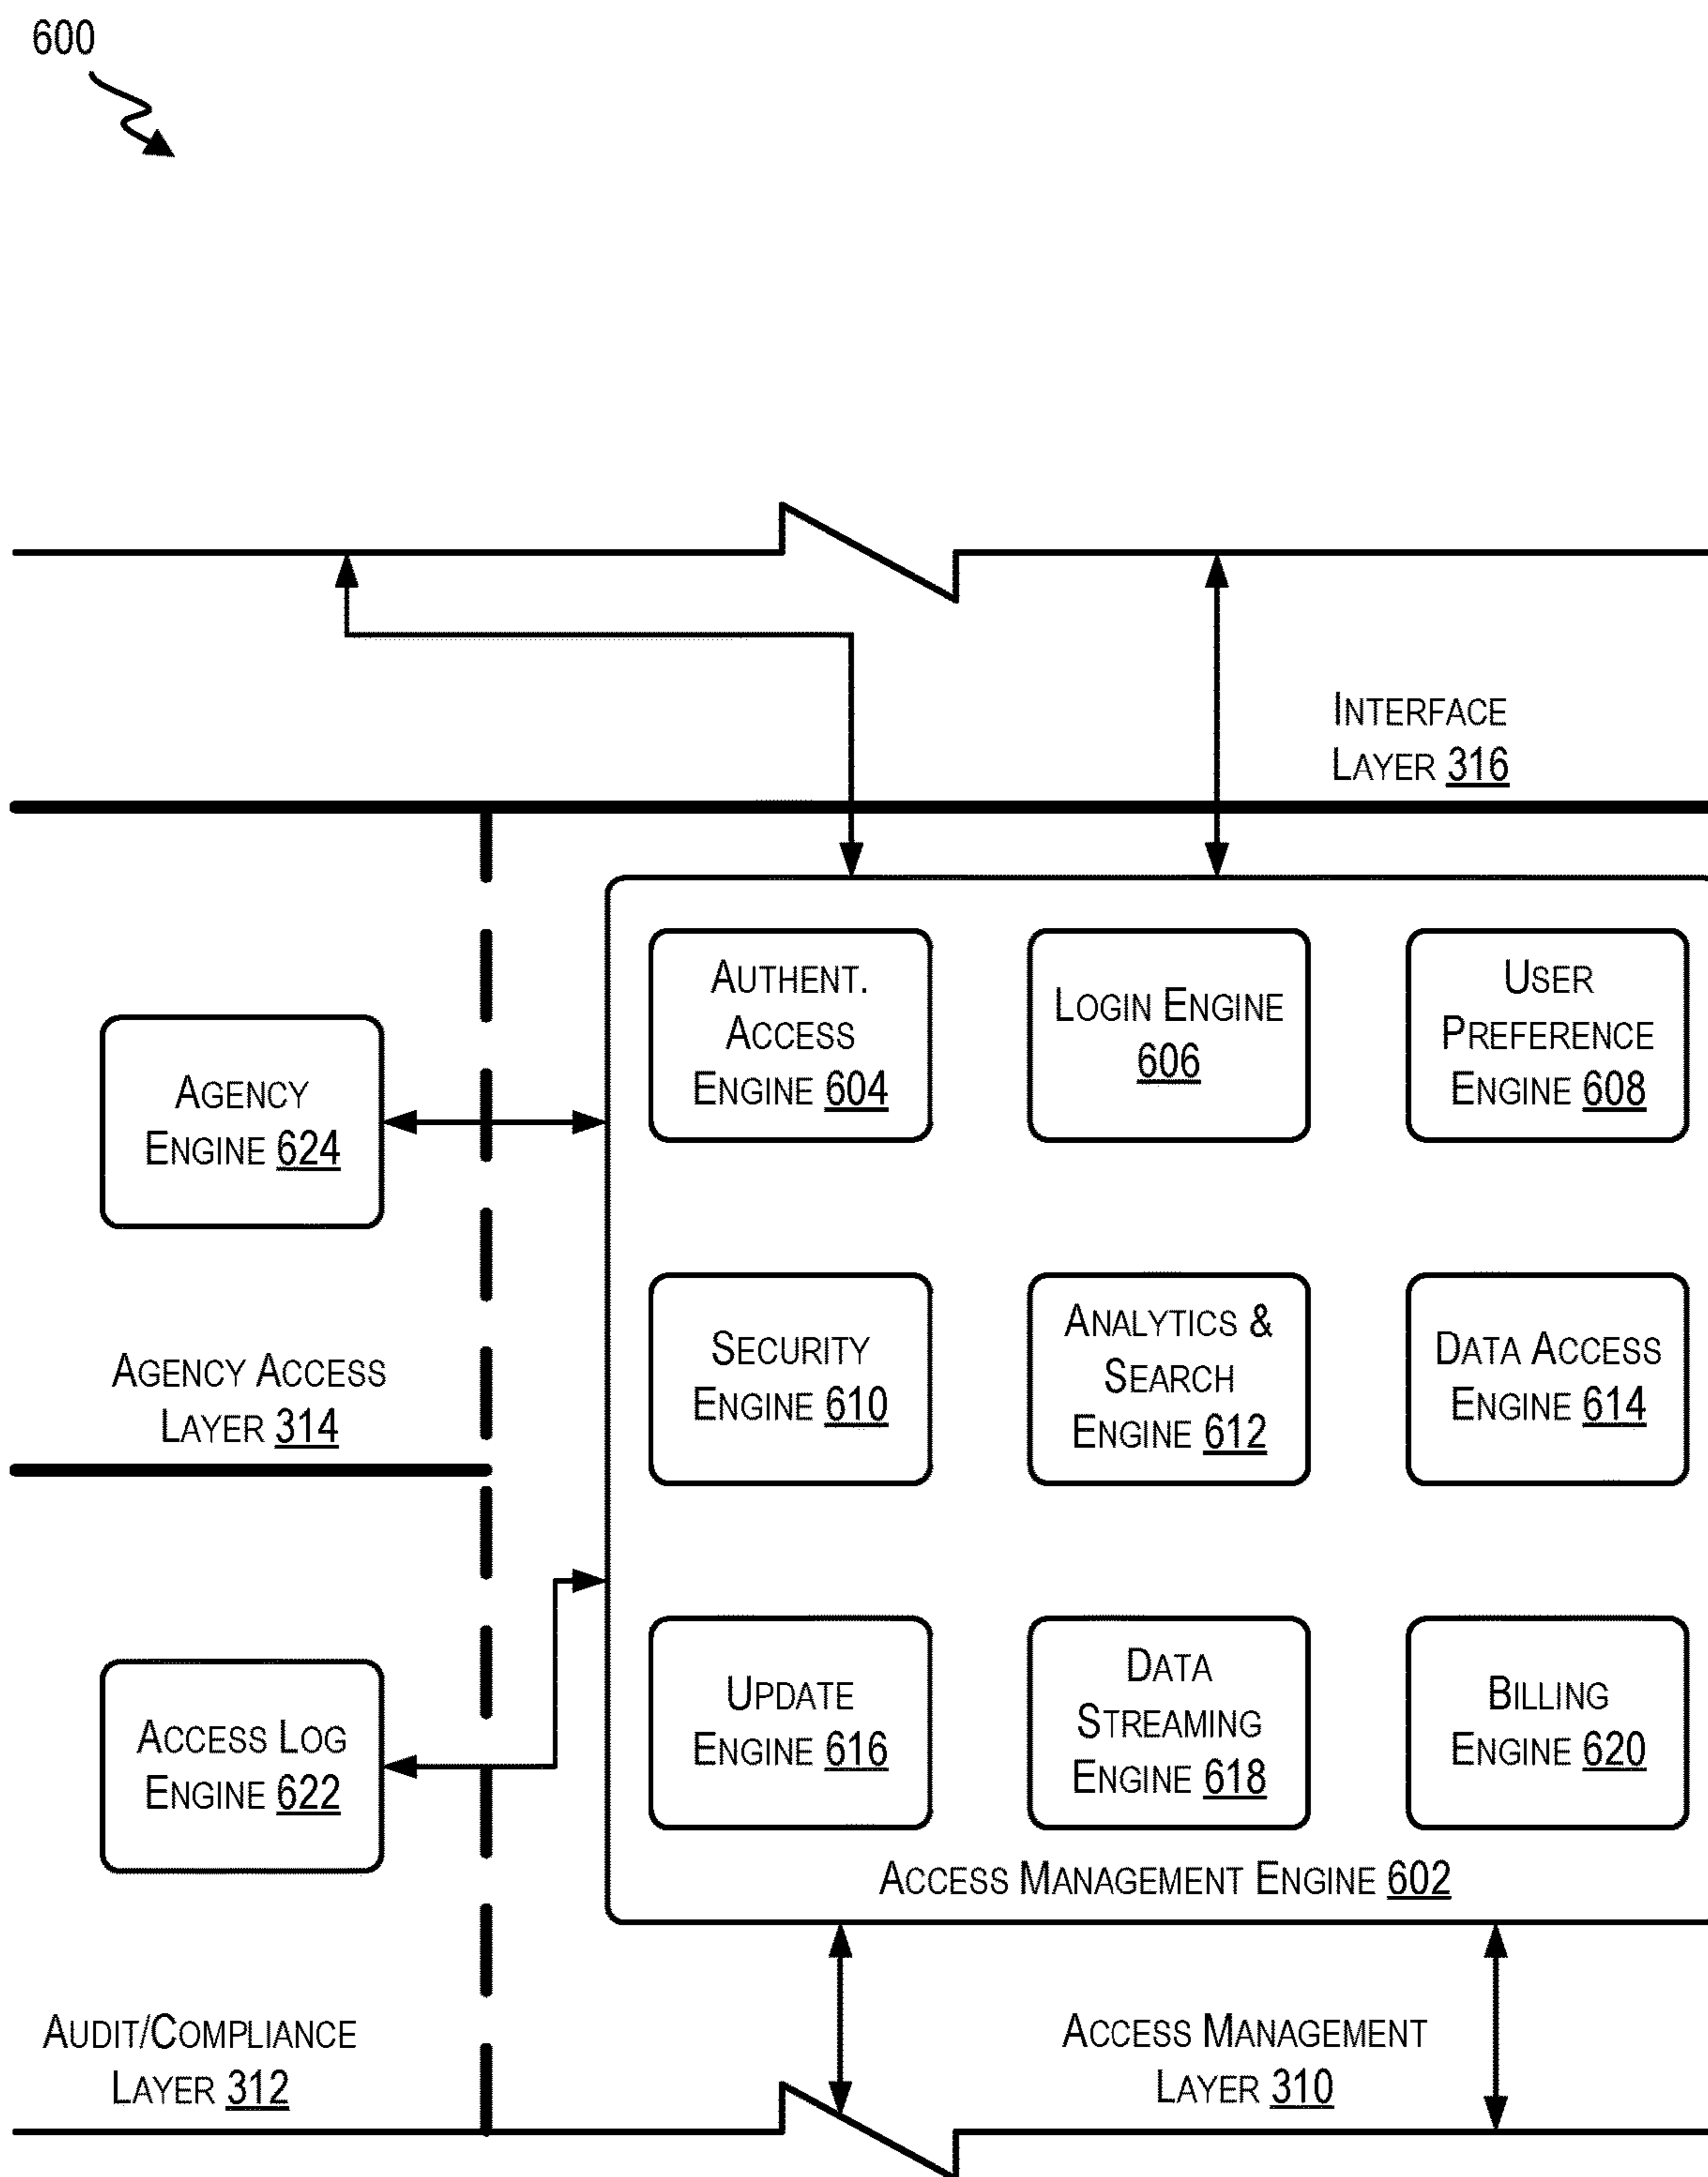 600
INTERFACE
LAYER 316
AUTHENT.
ACCESS
ENGINE 604
LOGIN ENGINE
606
USER
PREFERENCE
ENGINE 608
AGENCY
ENGINE 624
SECURITY
ENGINE 610
ANALYTICS &
SEARCH
ENGINE 612
DATA ACCESS
ENGINE 614
AGENCY ACCESS
LAYER 314
UPDATE
ENGINE 616
DATA
STREAMING
ENGINE 618
BILLING
ENGINE 620
ACCESS LOG
ENGINE 622
ACCESS MANAGEMENT ENGINE 602
AUDIT/COMPLIANCE
LAYER 312
ACCESS MANAGEMENT
LAYER 310